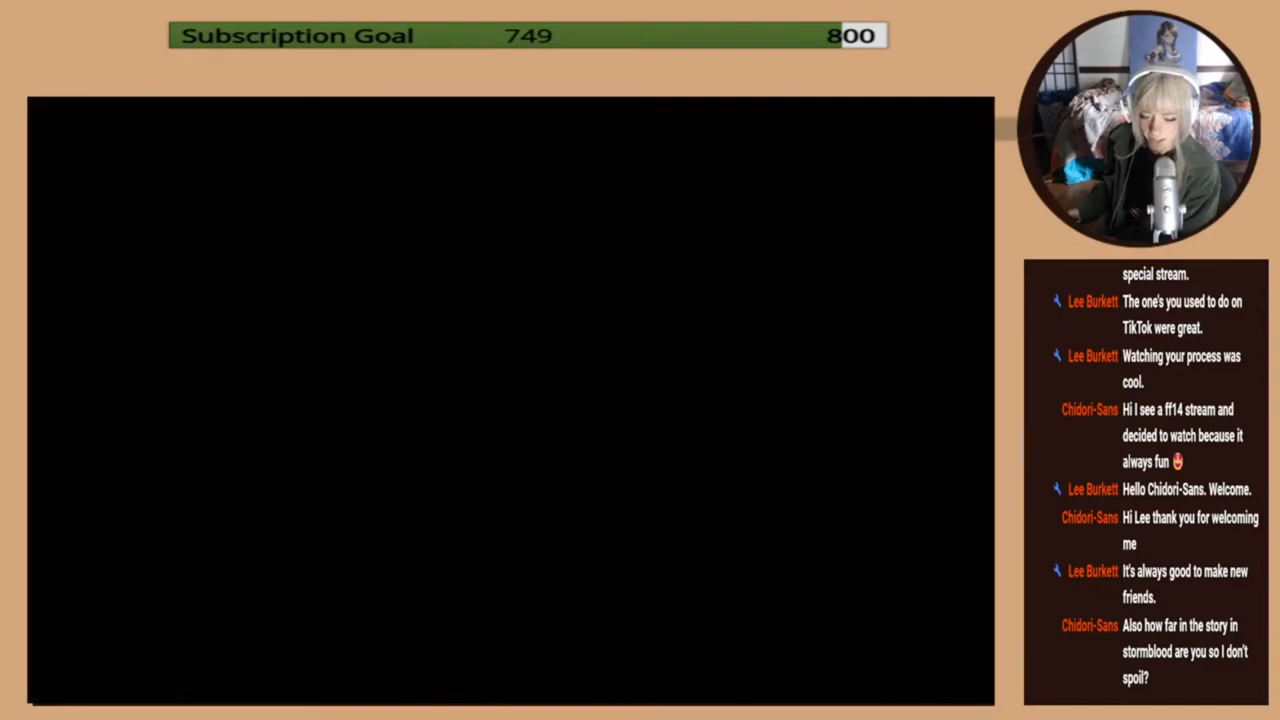 Subscription Goal 749 800
special stream.
Lee Burkett The one's you used to do on
TikTok were great.
Lee Burkett Watching your process was
cool.
Chidori-Sans Hi I see a ff14 stream and
decided to watch because it
always fun
Lee Burkett Hello Chidori-Sans. Welcome.
Chidori-Sans Hi Lee thank you for welcoming
me
Lee Burkett It's always good to make new
friends.
Chidori-Sans Also how far in the story in
stormblood are you so I don't
spoil?